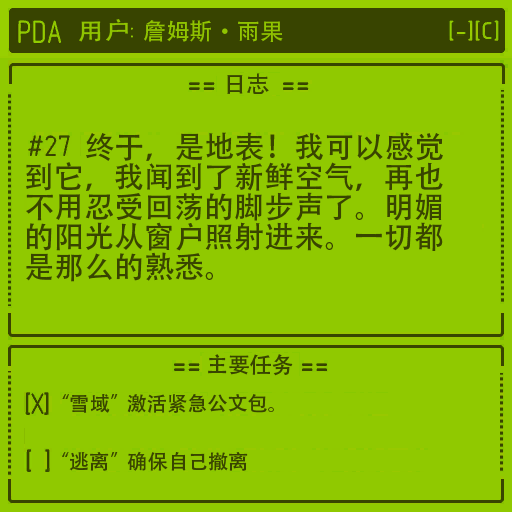 PDA 用户: 詹姆斯·雨果 [-][C]
== 日志 ==
#27 终于，是地表！我可以感觉
到它，我闻到了新鲜空气，再也
不用忍受回荡的脚步声了。明媚
的阳光从窗户照射进来。一切都
是那么的熟悉。
== 主要任务 ==
[X]“雪域”激活紧急公文包。
[ ]“逃离”确保自己撤离